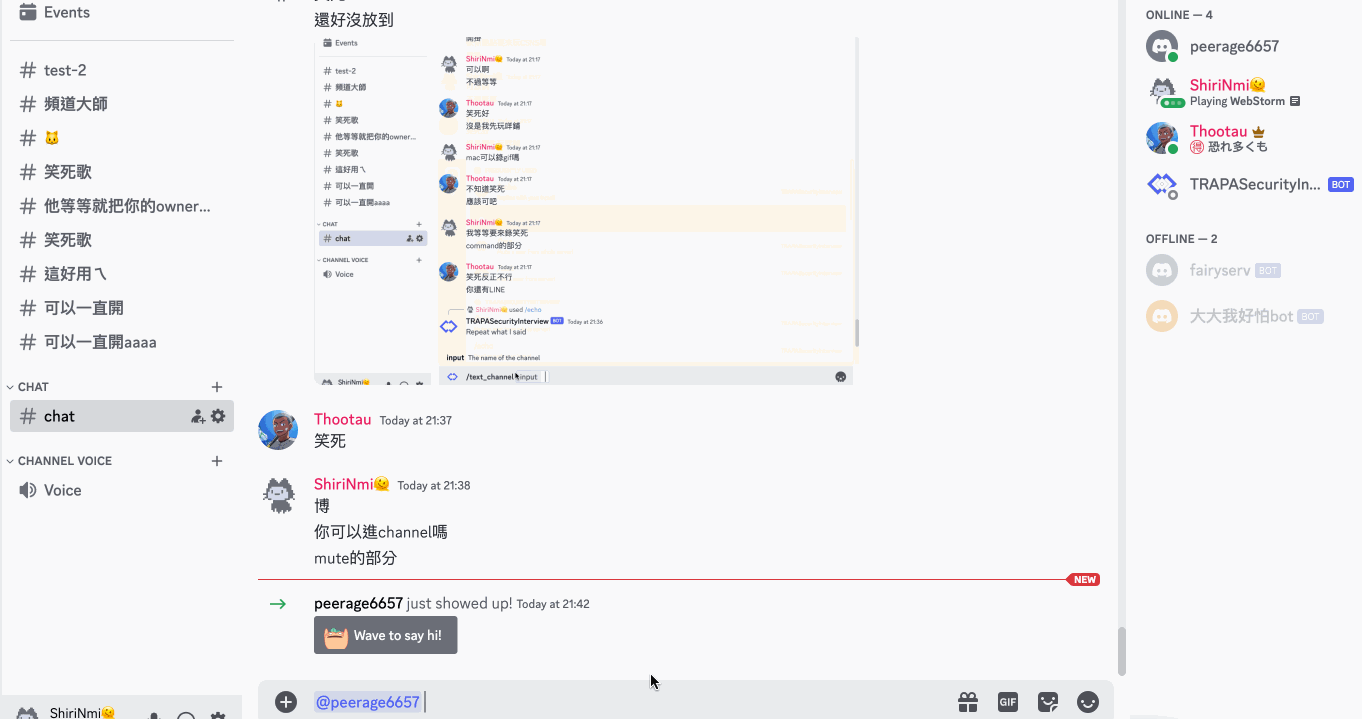 Events
test-2
頻道大師
笑死歌
他等等就把你的owner...
笑死歌
這好用ㄟ
可以一直開
可以一直開aaaa
CHAT
chat
CHANNEL VOICE
Voice
ShiriNmi
還好沒放到
Events
test-2
頻道大師
笑死歌
他等等就把你的owner...
笑死歌
這好用ㄟ
可以一直開
可以一直開aaaa
CHAT
chat
CHANNEL VOICE
Voice
ShiriNmi
ShiriNmi Today at 21:17
可以啊
不過等等
Thootau Today at 21:17
笑死好
沒是我先玩咩鋪
ShiriNmi Today at 21:17
mac可以錄gif嗎
Thootau Today at 21:17
不知道笑死
應該可吧
ShiriNmi Today at 21:17
我等等要來錄笑死
command的部分
Thootau Today at 21:17
笑死反正不行
你還有LINE
ShiriNmi used /echo
TRAPASecurityInterview BOT Today at 21:36
Repeat what I said
input The name of the channel
/text_channel input
Thootau Today at 21:37
笑死
ShiriNmi Today at 21:38
博
你可以進channel嗎
mute的部分
NEW
peerage6657 just showed up! Today at 21:42
Wave to say hi!
@peerage6657
GIF
ONLINE — 4
peerage6657
ShiriNmi
Playing WebStorm
Thootau
得 恐れ多くも
TRAPASecurityIn... BOT
OFFLINE — 2
fairyserv BOT
大大我好怕bot BOT